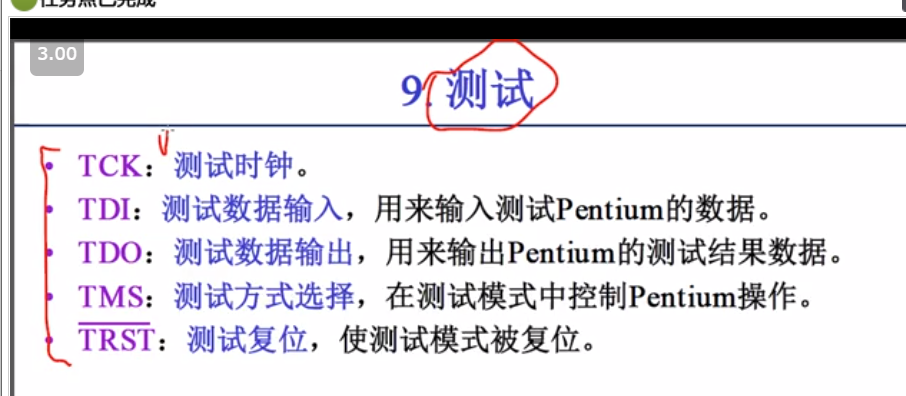 任务点已完成
3.00
9. 测试
• TCK：测试时钟。
• TDI：测试数据输入，用来输入测试Pentium的数据。
• TDO：测试数据输出，用来输出Pentium的测试结果数据。
• TMS：测试方式选择，在测试模式中控制Pentium操作。
• T̅R̅S̅T̅：测试复位，使测试模式被复位。